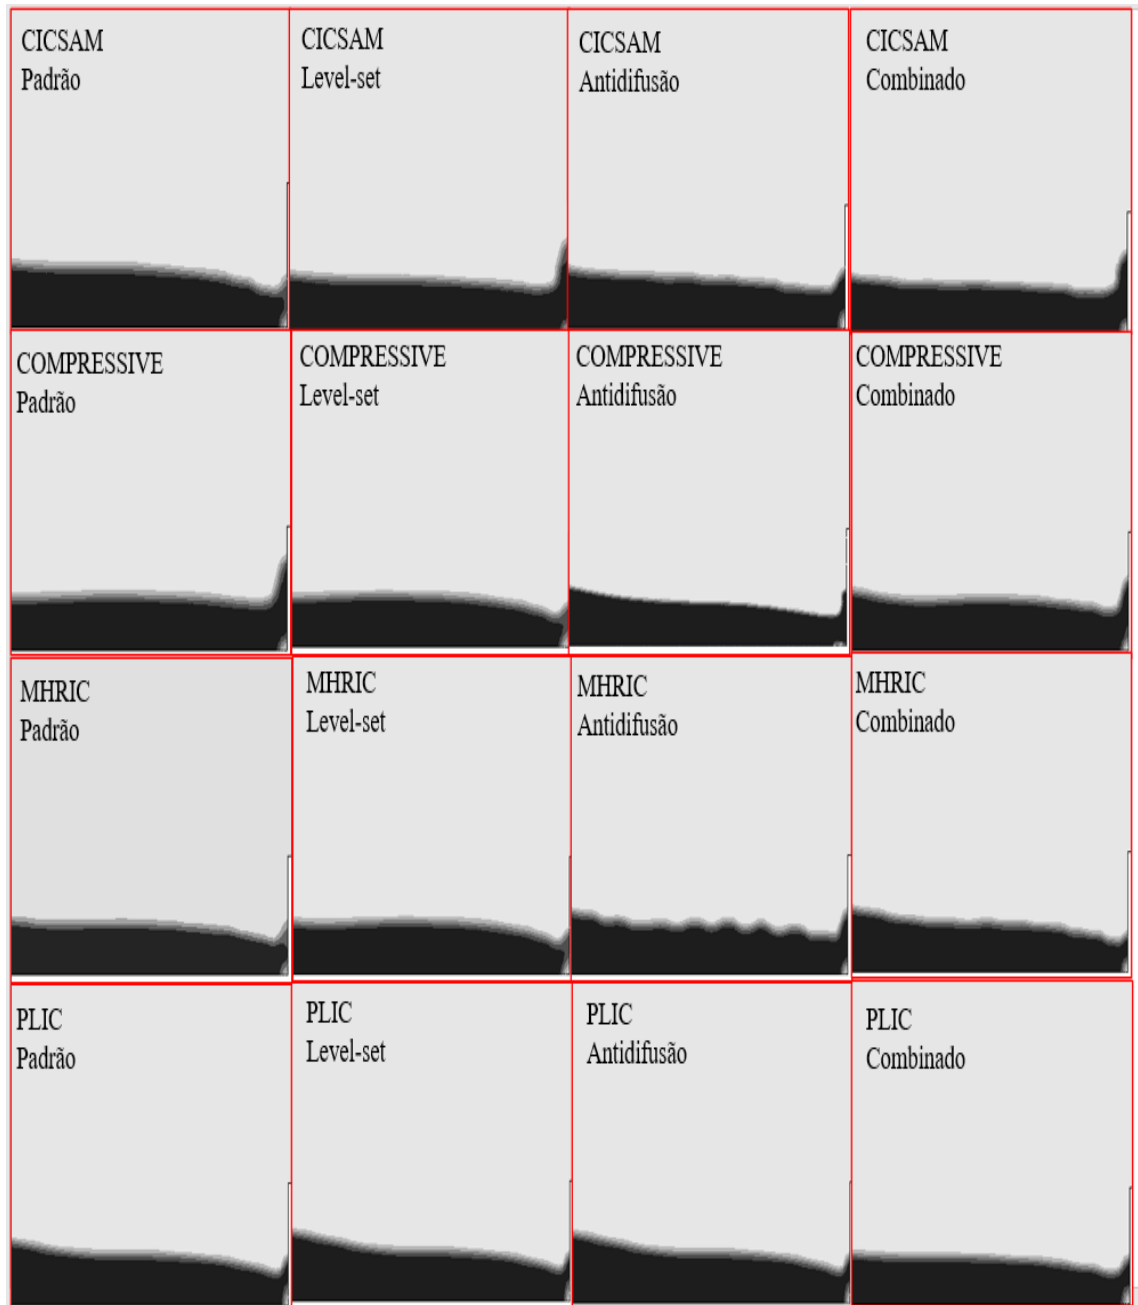 CICSAM
Padrão
CICSAM
Level-set
CICSAM
Antidifusão
CICSAM
Combinado
COMPRESSIVE
Padrão
COMPRESSIVE
Level-set
COMPRESSIVE
Antidifusão
COMPRESSIVE
Combinado
MHRIC
Padrão
MHRIC
Level-set
MHRIC
Antidifusão
MHRIC
Combinado
PLIC
Padrão
PLIC
Level-set
PLIC
Antidifusão
PLIC
Combinado